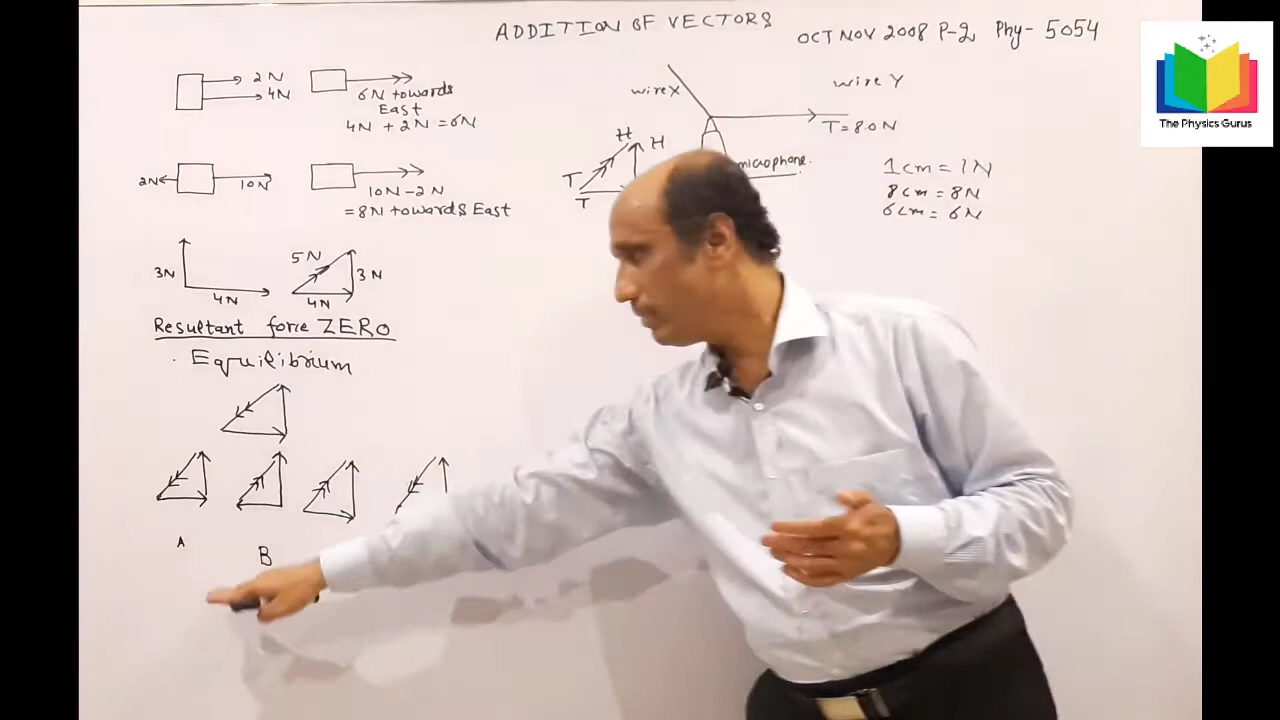 ADDITION OF VECTORS
OCT NOV 2008 P-2 Phy- 5054
The Physics Gurus
2N
4N
6N towards
East
4N + 2N = 6N
2N
10N
10N - 2N
= 8N towards East
3N
4N
5N
3N
4N
Resultant force ZERO
. Equilibrium
A
B
wire X
wire Y
T = 8.0N
H
H
T
T
microphone.
1cm = 1N
8cm = 8N
6cm = 6N